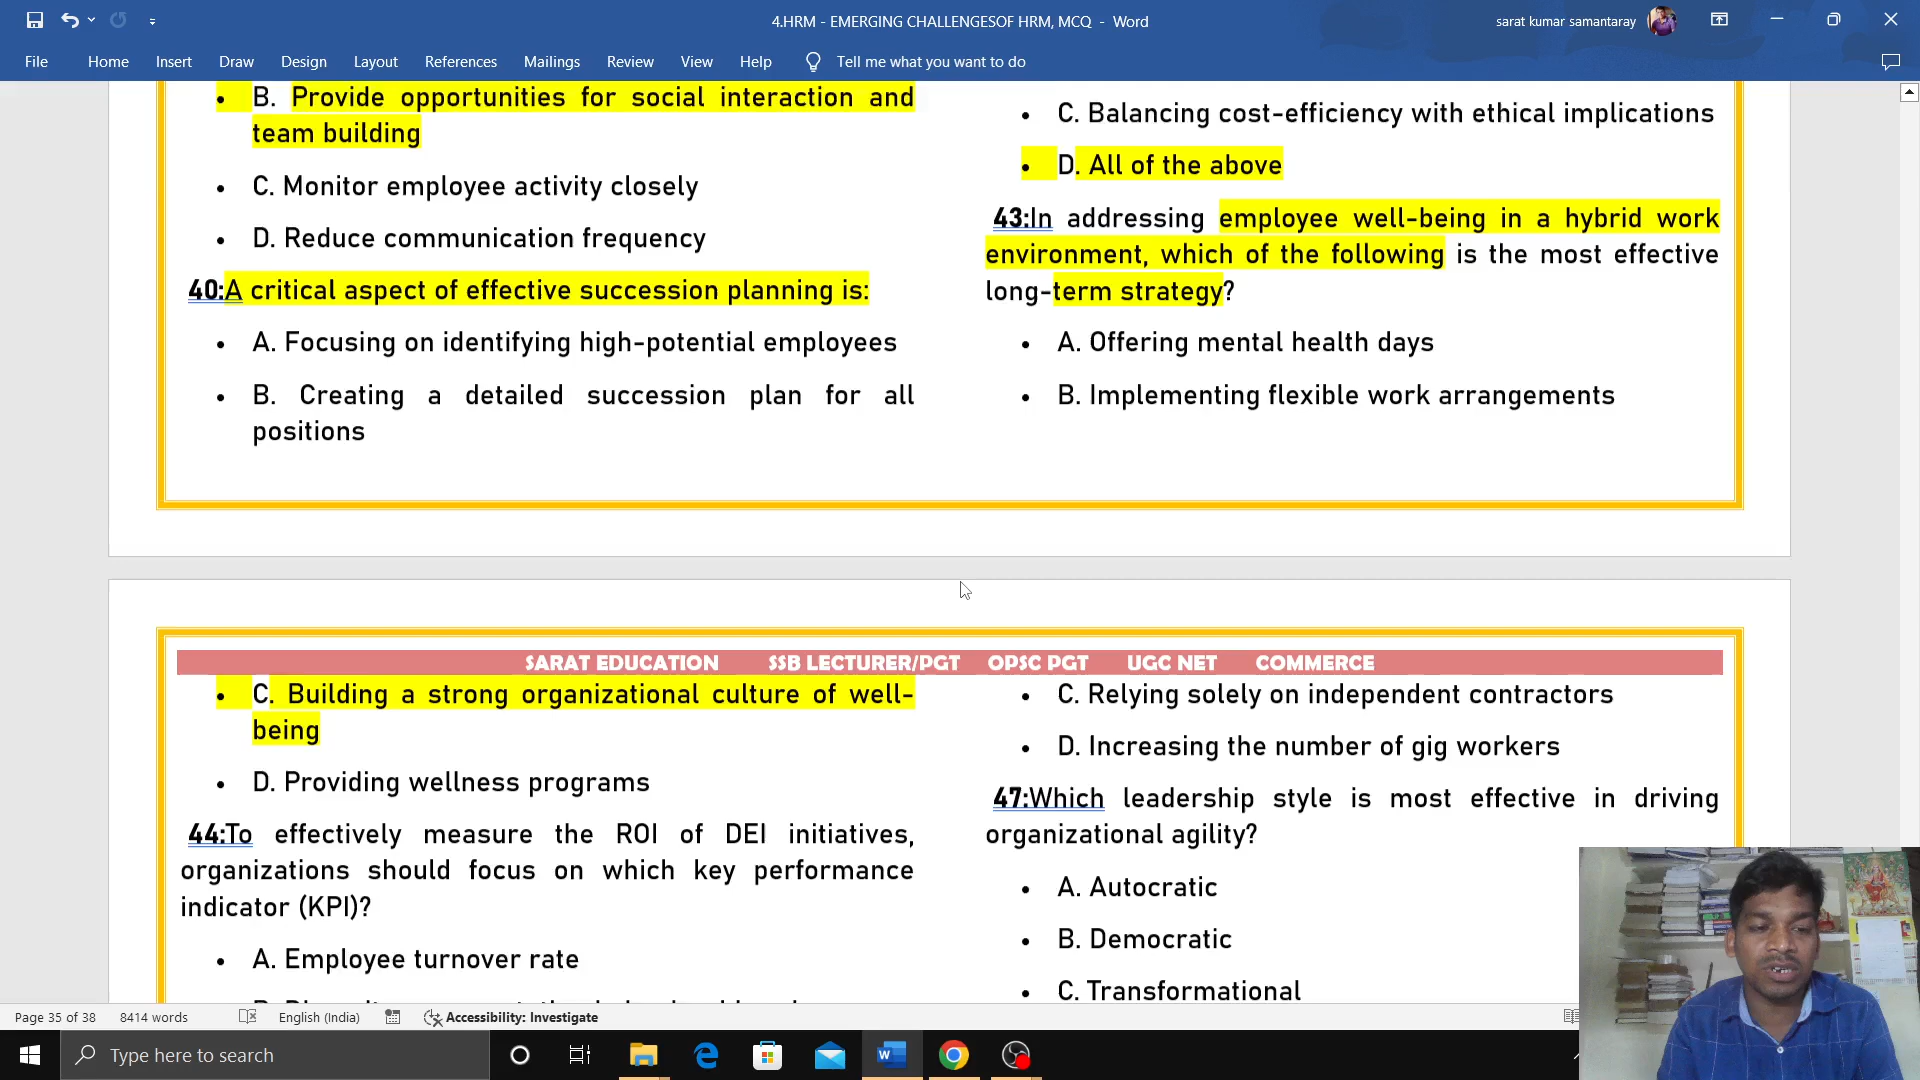 4.HRM - EMERGING CHALLENGESOF HRM, MCQ - Word
sarat kumar samantaray
File Home Insert Draw Design Layout References Mailings Review View Help Tell me what you want to do
• B. Provide opportunities for social interaction and
team building
• C. Monitor employee activity closely
• D. Reduce communication frequency
40:A critical aspect of effective succession planning is:
• A. Focusing on identifying high-potential employees
• B. Creating a detailed succession plan for all
positions
• C. Balancing cost-efficiency with ethical implications
• D. All of the above
43:In addressing employee well-being in a hybrid work
environment, which of the following is the most effective
long-term strategy?
• A. Offering mental health days
• B. Implementing flexible work arrangements
SARAT EDUCATION SSB LECTURER/PGT OPSC PGT UGC NET COMMERCE
• C. Building a strong organizational culture of well-
being
• D. Providing wellness programs
44:To effectively measure the ROI of DEI initiatives,
organizations should focus on which key performance
indicator (KPI)?
• A. Employee turnover rate
• C. Relying solely on independent contractors
• D. Increasing the number of gig workers
47:Which leadership style is most effective in driving
organizational agility?
• A. Autocratic
• B. Democratic
• C. Transformational
Page 35 of 38 8414 words English (India) Accessibility: Investigate
Type here to search